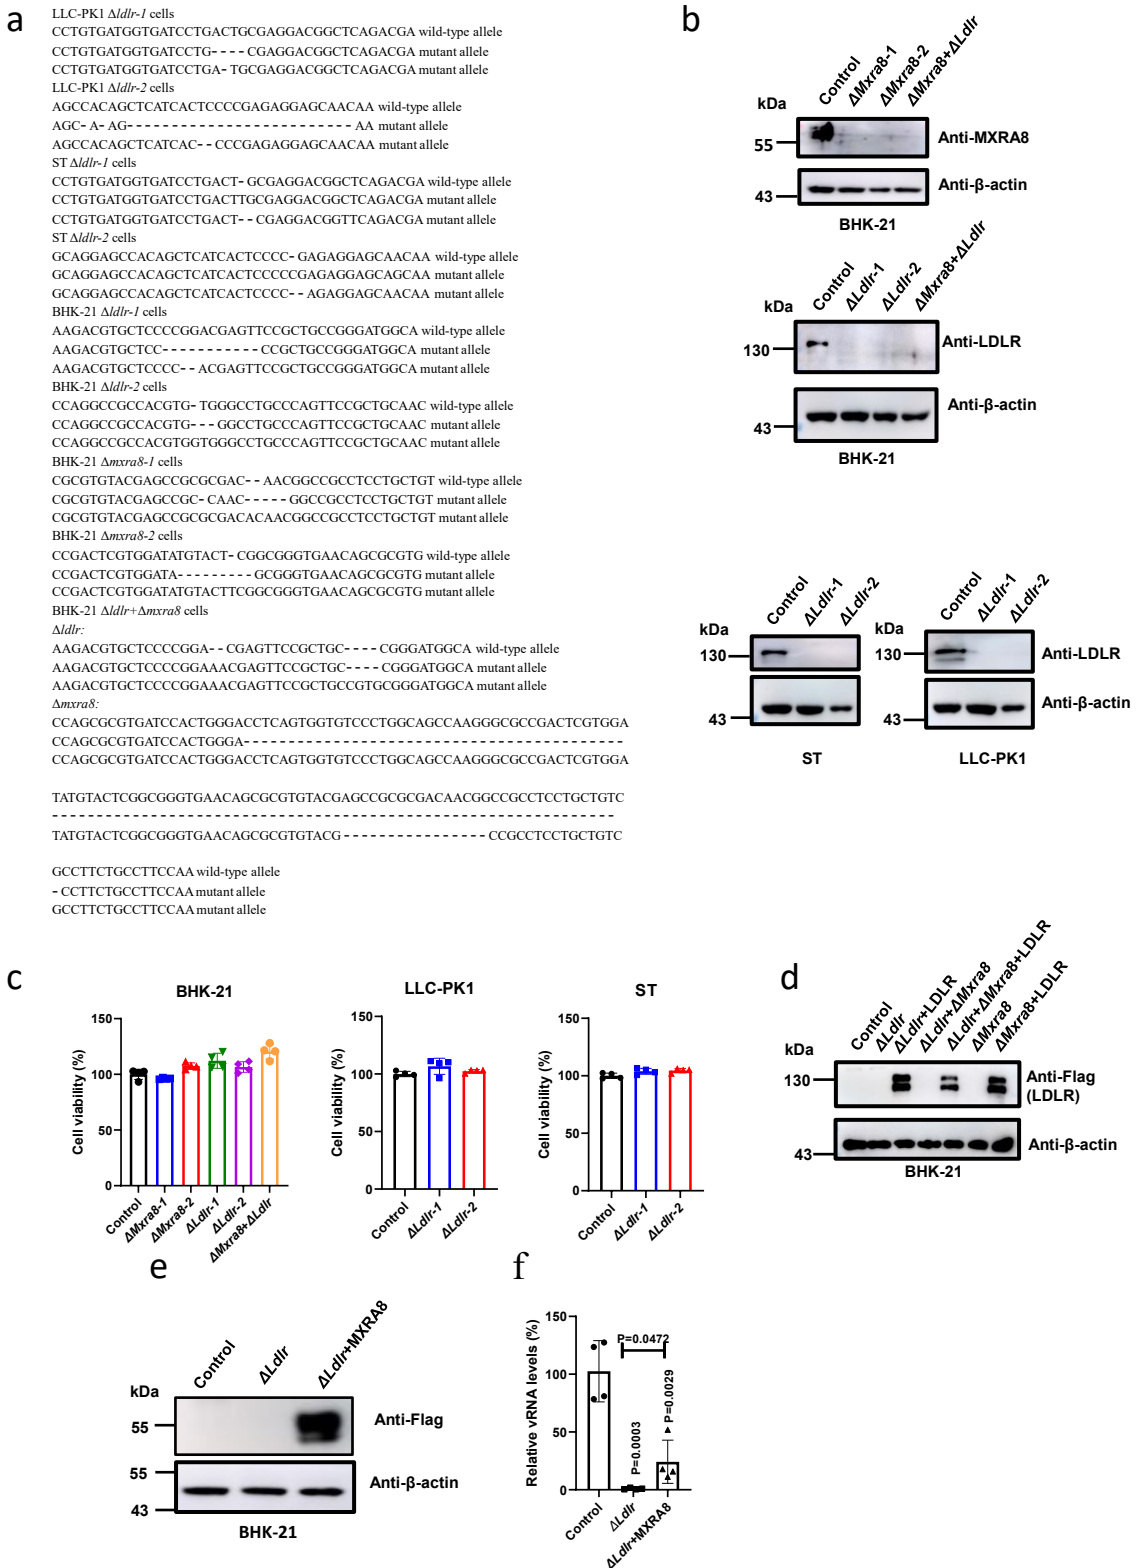 a
LLC-PK1 Δldlr-1 cells
CCTGTGATGGTGATCCTGACTGCGAGGACGGCTCAGACGA wild-type allele
CCTGTGATGGTGATCCTG----CGAGGACGGCTCAGACGA mutant allele
CCTGTGATGGTGATCCTGA-TGCGAGGACGGCTCAGACGA mutant allele
LLC-PK1 Δldlr-2 cells
AGCCACAGCTCATCACTCCCCGAGAGGAGCAACAA wild-type allele
AGC-A-AG-------------------------AA mutant allele
AGCCACAGCTCATCAC--CCCGAGAGGAGCAACAA mutant allele
ST Δldlr-1 cells
CCTGTGATGGTGATCCTGACT-GCGAGGACGGCTCAGACGA wild-type allele
CCTGTGATGGTGATCCTGACTTGCGAGGACGGCTCAGACGA mutant allele
CCTGTGATGGTGATCCTGACT--CGAGGACGGTTCAGACGA mutant allele
ST Δldlr-2 cells
GCAGGAGCCACAGCTCATCACTCCCC-GAGAGGAGCAACAA wild-type allele
GCAGGAGCCACAGCTCATCACTCCCCCGAGAGGAGCAGCAA mutant allele
GCAGGAGCCACAGCTCATCACTCCCC--AGAGGAGCAACAA mutant allele
BHK-21 Δldlr-1 cells
AAGACGTGCTCCCCGGACGAGTTCCGCTGCCGGGATGGCA wild-type allele
AAGACGTGCTCC-----------CCGCTGCCGGGATGGCA mutant allele
AAGACGTGCTCCCC--ACGAGTTCCGCTGCCGGGATGGCA mutant allele
BHK-21 Δldlr-2 cells
CCAGGCCGCCACGTG-TGGGCCTGCCCAGTTCCGCTGCAAC wild-type allele
CCAGGCCGCCACGTG---GGCCTGCCCAGTTCCGCTGCAAC mutant allele
CCAGGCCGCCACGTGGTGGGCCTGCCCAGTTCCGCTGCAAC mutant allele
BHK-21 Δmxra8-1 cells
CGCGTGTACGAGCCGCGCGAC--AACGGCCGCCTCCTGCTGT wild-type allele
CGCGTGTACGAGCCGC-CAAC-----GGCCGCCTCCTGCTGT mutant allele
CGCGTGTACGAGCCGCGCGACACAACGGCCGCCTCCTGCTGT mutant allele
BHK-21 Δmxra8-2 cells
CCGACTCGTGGATATGTACT-CGGCGGGTGAACAGCGCGTG wild-type allele
CCGACTCGTGGATA---------GCGGGTGAACAGCGCGTG mutant allele
CCGACTCGTGGATATGTACTTCGGCGGGTGAACAGCGCGTG mutant allele
BHK-21 Δldlr+Δmxra8 cells
Δldlr:
AAGACGTGCTCCCCGGA--CGAGTTCCGCTGC----CGGGATGGCA wild-type allele
AAGACGTGCTCCCCGGAAACGAGTTCCGCTGC----CGGGATGGCA mutant allele
AAGACGTGCTCCCCGGAAACGAGTTCCGCTGCCGTGCGGGATGGCA mutant allele
Δmxra8:
CCAGCGCGTGATCCACTGGGACCTCAGTGGTGTCCCTGGCAGCCAAGGGCGCCGACTCGTGGA
CCAGCGCGTGATCCACTGGGA------------------------------------------
CCAGCGCGTGATCCACTGGGACCTCAGTGGTGTCCCTGGCAGCCAAGGGCGCCGACTCGTGGA
TATGTACTCGGCGGGTGAACAGCGCGTGTACGAGCCGCGCGACAACGGCCGCCTCCTGCTGTC
---------------------------------------------------------------
TATGTACTCGGCGGGTGAACAGCGCGTGTACG----------------CCGCCTCCTGCTGTC
GCCTTCTGCCTTCCAA wild-type allele
-CCTTCTGCCTTCCAA mutant allele
GCCTTCTGCCTTCCAA mutant allele
b
Control ΔMxra8-1 ΔMxra8-2 ΔMxra8+ΔLdlr
kDa
55 Anti-MXRA8
43 Anti-β-actin
BHK-21
Control ΔLdlr-1 ΔLdlr-2 ΔMxra8+ΔLdlr
kDa
130 Anti-LDLR
43 Anti-β-actin
BHK-21
Control ΔLdlr-1 ΔLdlr-2 Control ΔLdlr-1 ΔLdlr-2
kDa kDa
130 130 Anti-LDLR
43 43 Anti-β-actin
ST LLC-PK1
c
BHK-21
Cell viability (%)
150
100
50
0
Control ΔMxra8-1 ΔMxra8-2 ΔLdlr-1 ΔLdlr-2 ΔMxra8+ΔLdlr
LLC-PK1
Cell viability (%)
150
100
50
0
Control ΔLdlr-1 ΔLdlr-2
ST
Cell viability (%)
150
100
50
0
Control ΔLdlr-1 ΔLdlr-2
d
Control ΔLdlr ΔLdlr+LDLR ΔLdlr+ΔMxra8 ΔLdlr+ΔMxra8+LDLR ΔMxra8 ΔMxra8+LDLR
kDa
130 Anti-Flag
(LDLR)
43 Anti-β-actin
BHK-21
e
Control ΔLdlr ΔLdlr+MXRA8
kDa
55 Anti-Flag
55
43 Anti-β-actin
BHK-21
f
Relative vRNA levels (%)
150
100
50
0
P=0.0472
P=0.0003
P=0.0029
Control ΔLdlr ΔLdlr+MXRA8